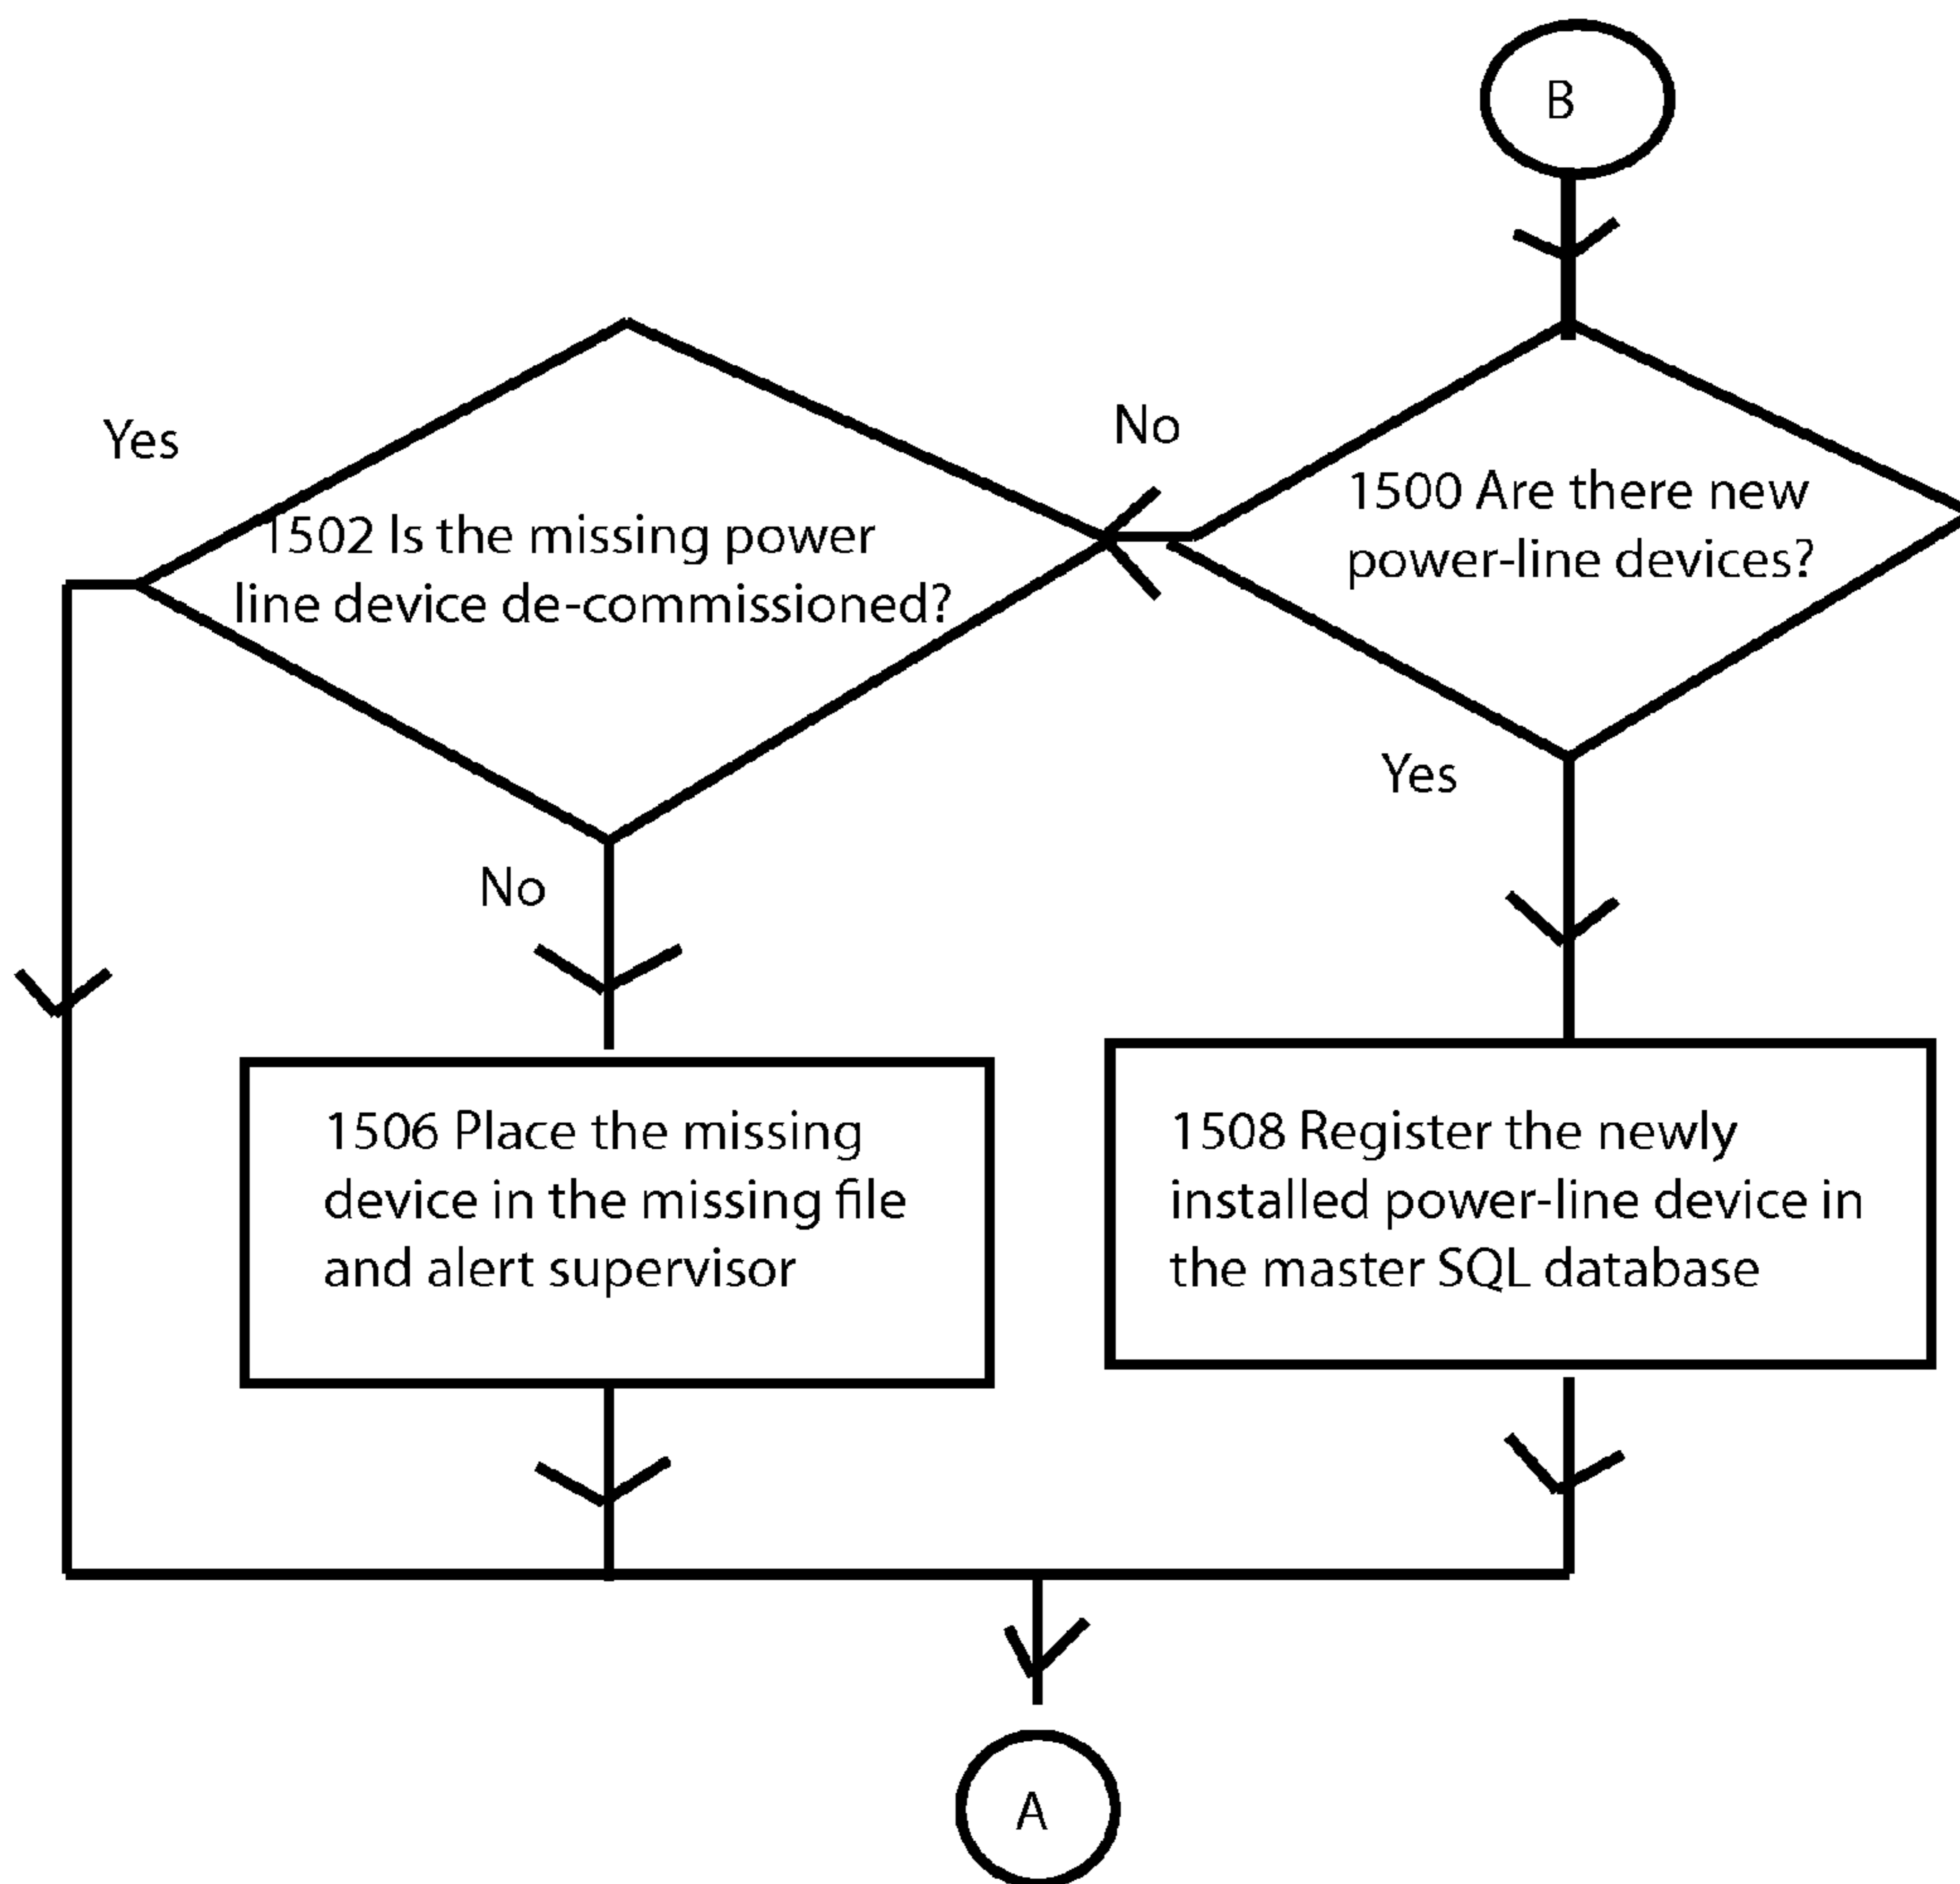 B
Yes
No
1500 Are there new
power-line devices?
1502 Is the missing power
line device de-commissioned?
Yes
No
1506 Place the missing
device in the missing file
and alert supervisor
1508 Register the newly
installed power-line device in
the master SQL database
A